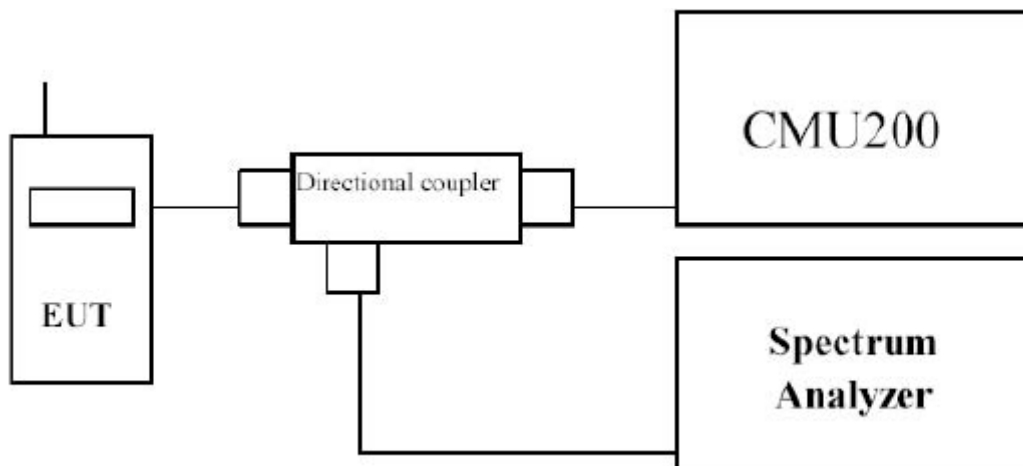 CMU200
Directional coupler
EUT
Spectrum
Analyzer